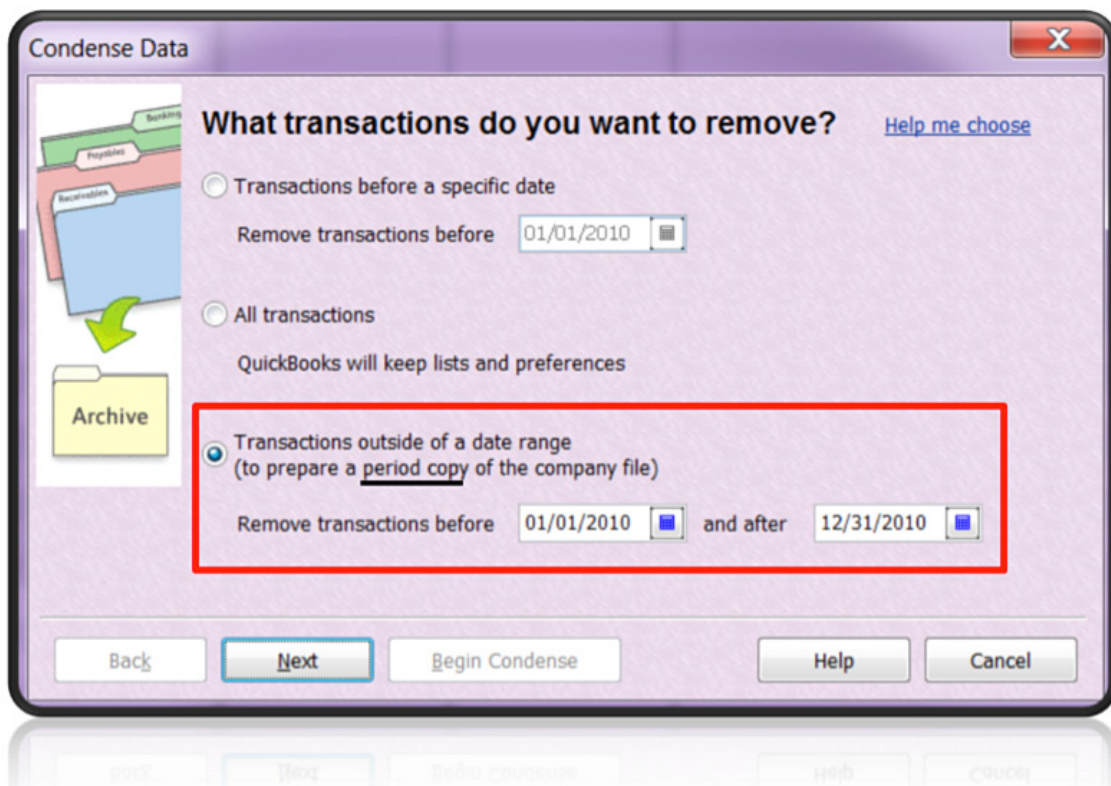 Condense Data
X
Banking
Payables
Receivables
Archive
What transactions do you want to remove? Help me choose
Transactions before a specific date
Remove transactions before 01/01/2010
All transactions
QuickBooks will keep lists and preferences
Transactions outside of a date range
(to prepare a period copy of the company file)
Remove transactions before 01/01/2010 and after 12/31/2010
Back Next Begin Condense Help Cancel